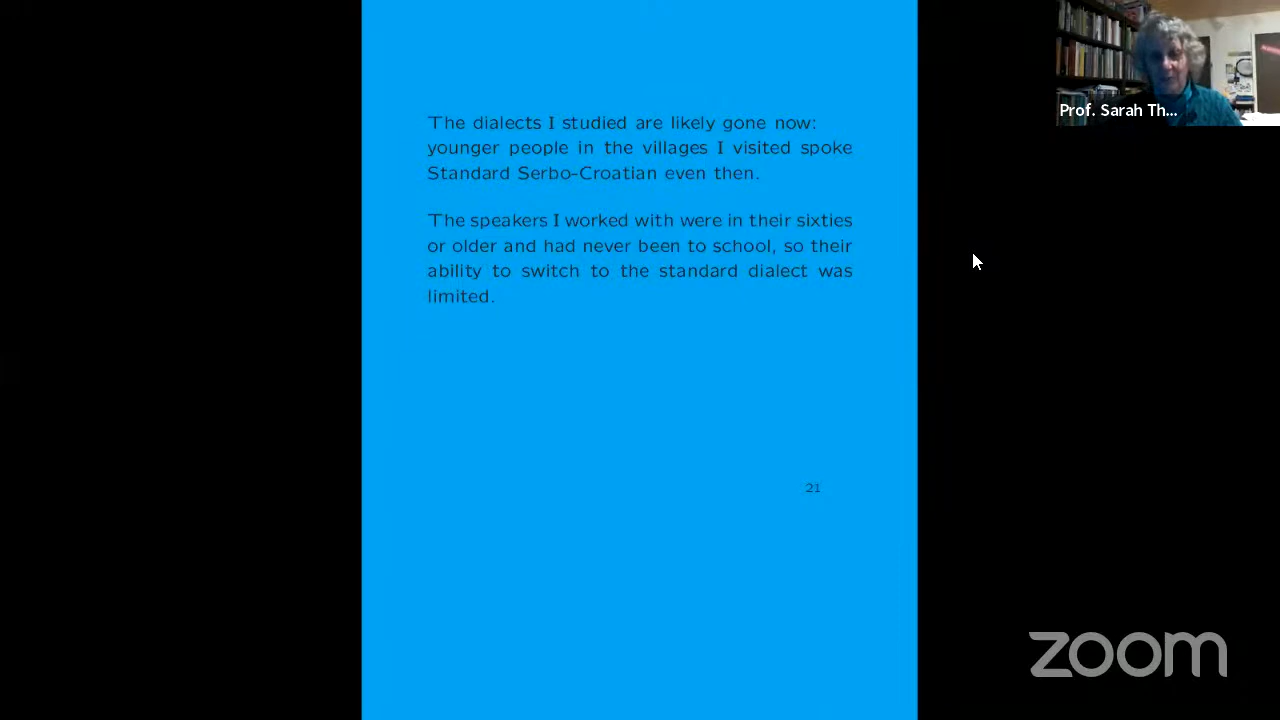 The dialects I studied are likely gone now:
younger people in the villages I visited spoke
Standard Serbo-Croatian even then.
The speakers I worked with were in their sixties
or older and had never been to school, so their
ability to switch to the standard dialect was
limited.
21
Prof. Sarah Th...
zoom